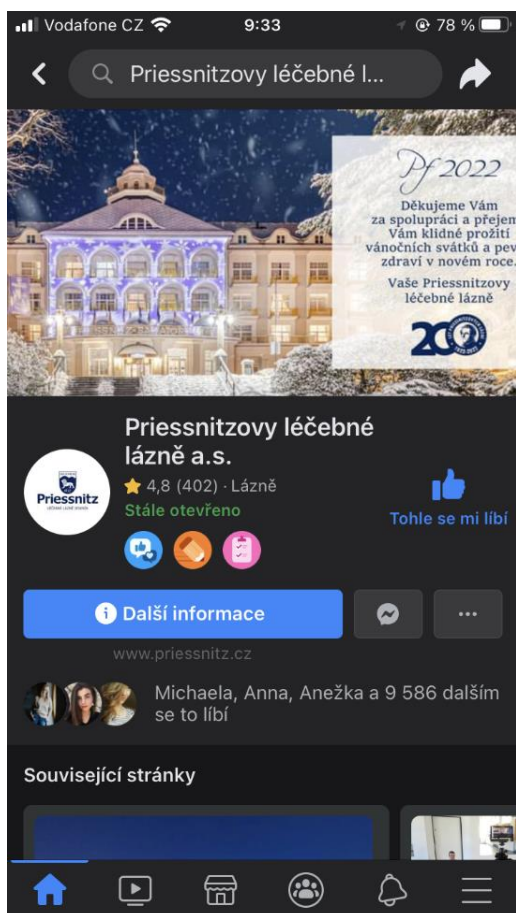 Vodafone CZ
9:33
78 %
Priessnitzovy léčebné l...
Pf 2022
Děkujeme Vám
za spolupráci a přejem
Vám klidné prožití
vánočních svátků a pev
zdraví v novém roce.
Vaše Priessnitzovy
léčebné lázně
200
Priessnitzovy léčebné
lázně a.s.
4,8 (402) · Lázně
Stále otevřeno
Priessnitz
Tohle se mi líbí
Další informace
www.priessnitz.cz
Michaela, Anna, Anežka a 9 586 dalším
se to líbí
Související stránky